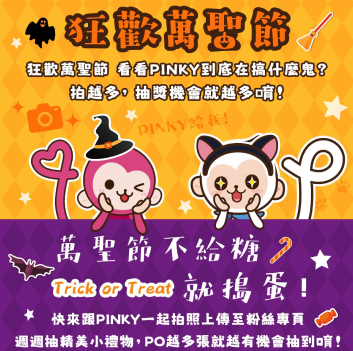 狂歡萬聖節
狂歡萬聖節 看看PINKY到底在搞什麼鬼?
拍越多,抽獎機會就越多唷!
PINKY給我!
萬聖節不給糖
Trick or Treat 就搗蛋!
快來跟PINKY一起拍照上傳至粉絲專頁
週週抽精美小禮物,PO越多張就越有機會抽到唷!